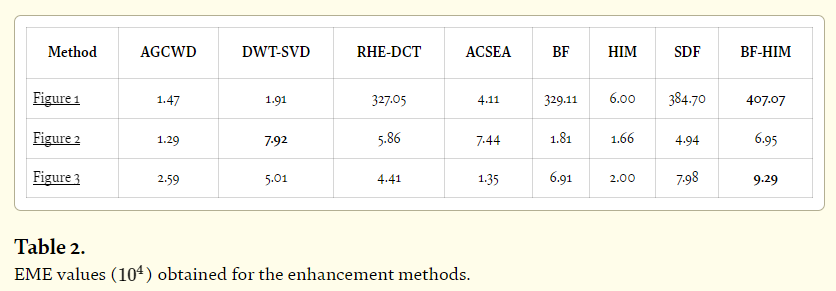 Method AGCWD DWT-SVD RHE-DCT ACSEA BF HIM SDF BF-HIM
Figure 1 1.47 1.91 327.05 4.11 329.11 6.00 384.70 407.07
Figure 2 1.29 7.92 5.86 7.44 1.81 1.66 4.94 6.95
Figure 3 2.59 5.01 4.41 1.35 6.91 2.00 7.98 9.29
Table 2.
EME values (10⁴) obtained for the enhancement methods.